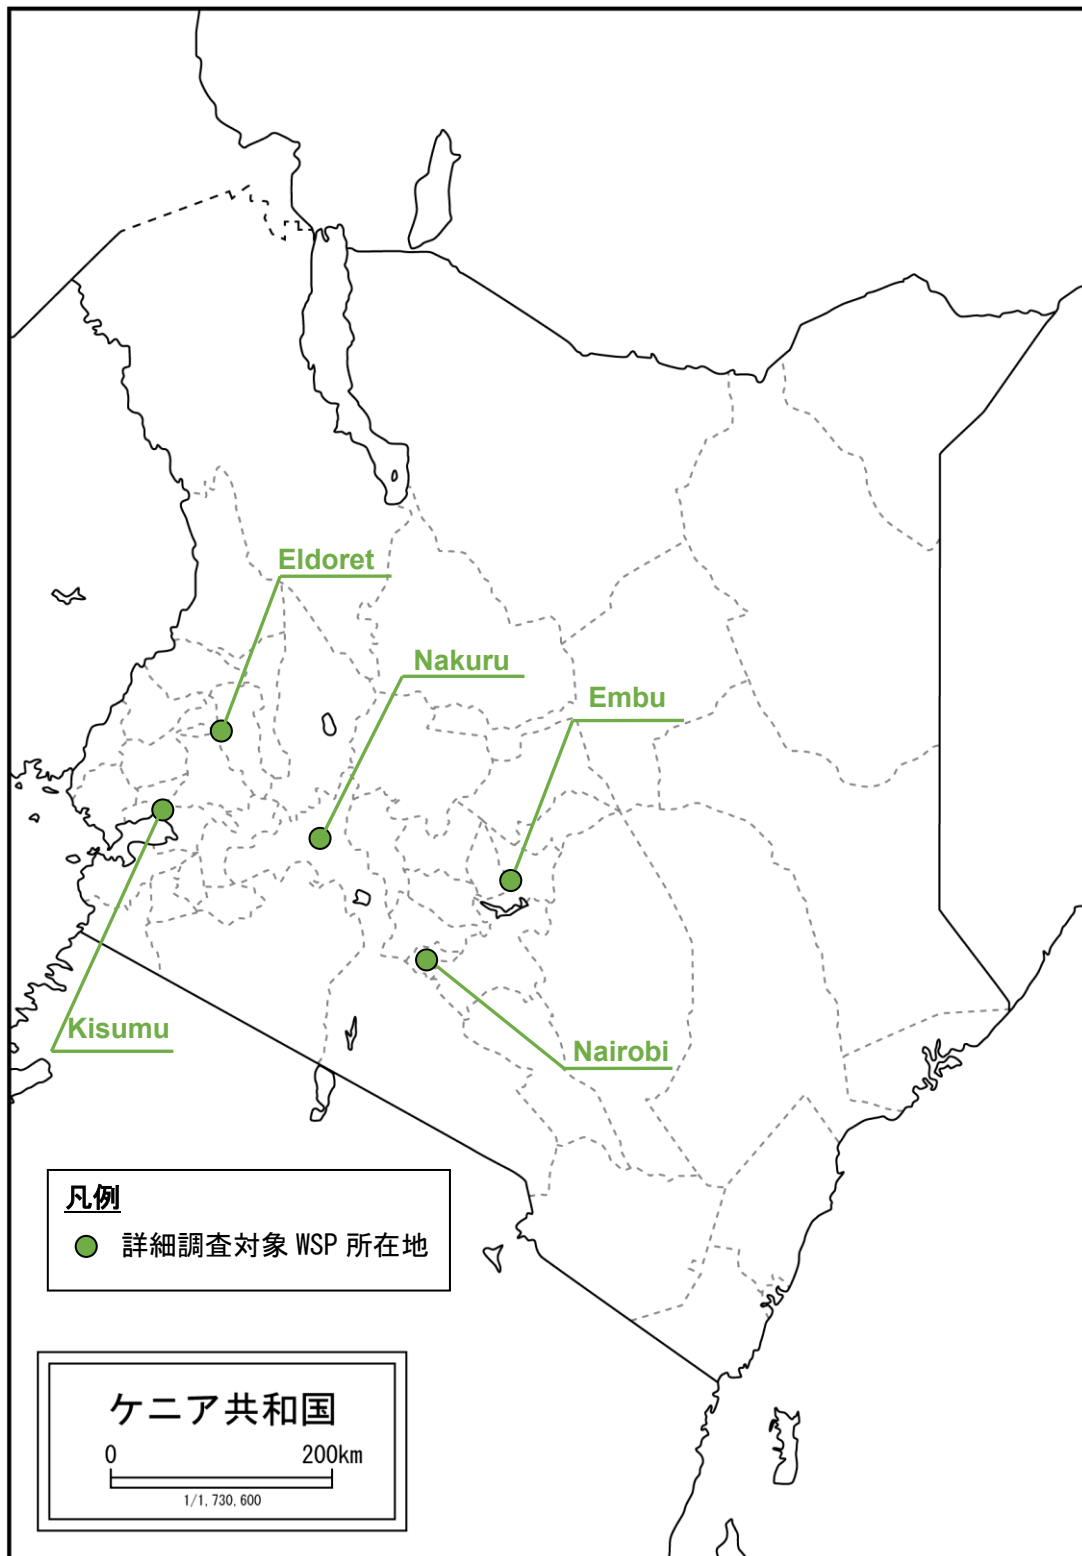 Eldoret
Nakuru
Embu
Kisumu
Nairobi
凡例
詳細調査対象 WSP 所在地
ケニア共和国
0 200km
1/1,730,600